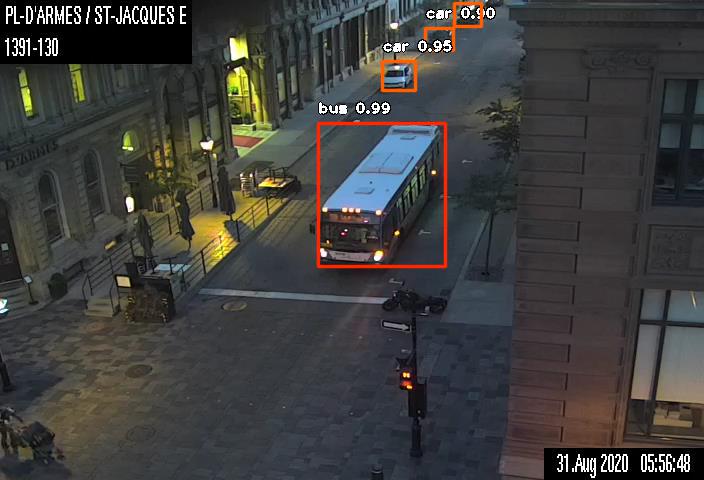 PL-D'ARMES / ST-JACQUES E
1391-130
car 0.90
car 0.95
bus 0.99
D'ARMES
31.Aug 2020 05:56:48